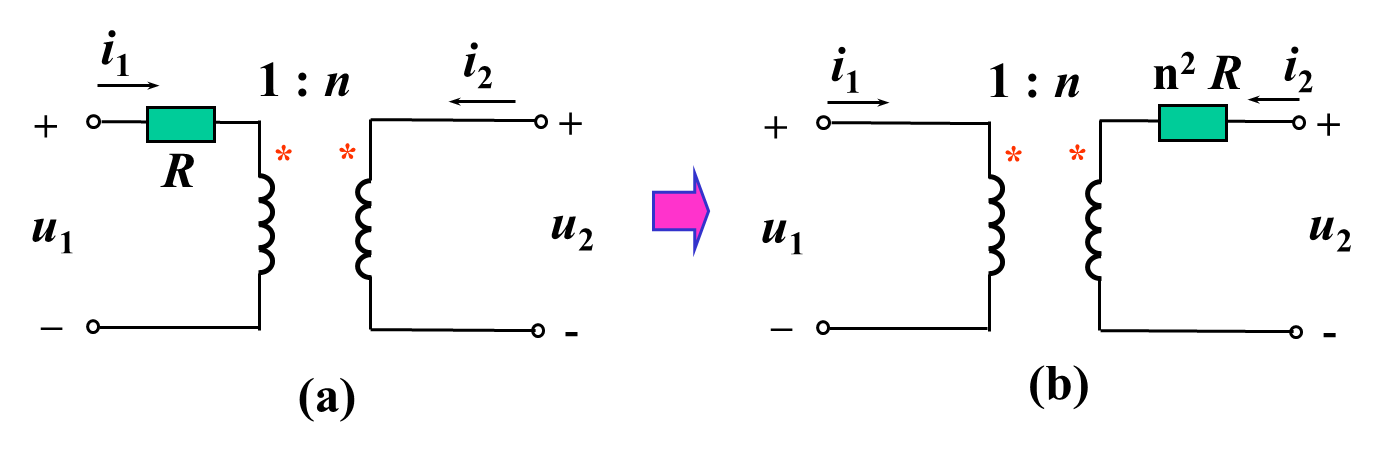 i₁ 1 : n i₂
+ R * * +
u₁ u₂
– -
(a)
i₁ 1 : n n² R i₂
+ * * +
u₁ u₂
– -
(b)